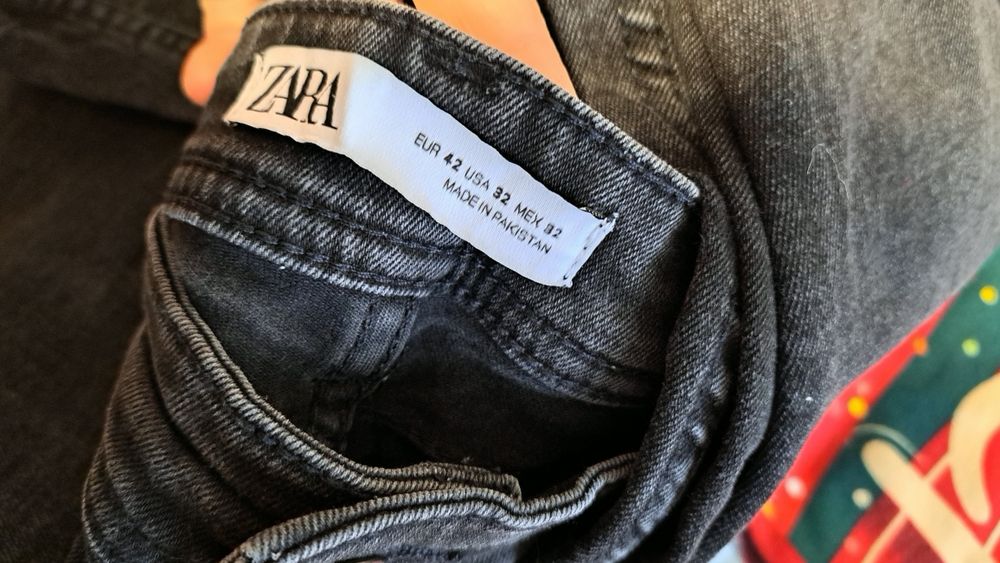 ZARA
EUR 42 USA 32 MEX 32
MADE IN PAKISTAN